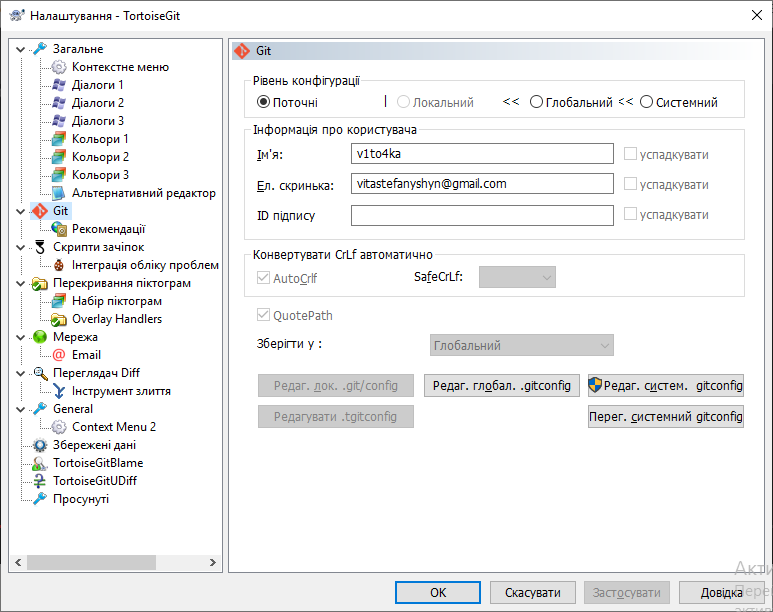 Налаштування - TortoiseGit
Загальне
Контекстне меню
Діалоги 1
Діалоги 2
Діалоги 3
Кольори 1
Кольори 2
Кольори 3
Альтернативний редактор
Git
Рекомендації
Скрипти зачіпок
Інтеграція обліку проблем
Перекривання піктограм
Набір піктограм
Overlay Handlers
Мережа
Email
Переглядач Diff
Інструмент злиття
General
Context Menu 2
Збережені дані
TortoiseGitBlame
TortoiseGitUDiff
Просунуті
Git
Рівень конфігурації
Поточні | Локальний << Глобальний << Системний
Інформація про користувача
Ім'я: v1to4ka успадкувати
Ел. скринька: vitastefanyshyn@gmail.com успадкувати
ID підпису успадкувати
Конвертувати CrLf автоматично
AutoCrlf SafeCrLf:
QuotePath
Зберігти у : Глобальний
Редаг. лок. .git/config Редаг. глобал. .gitconfig Редаг. систем. gitconfig
Редагувати .tgitconfig Перег. системний gitconfig
OK Скасувати Застосувати Довідка